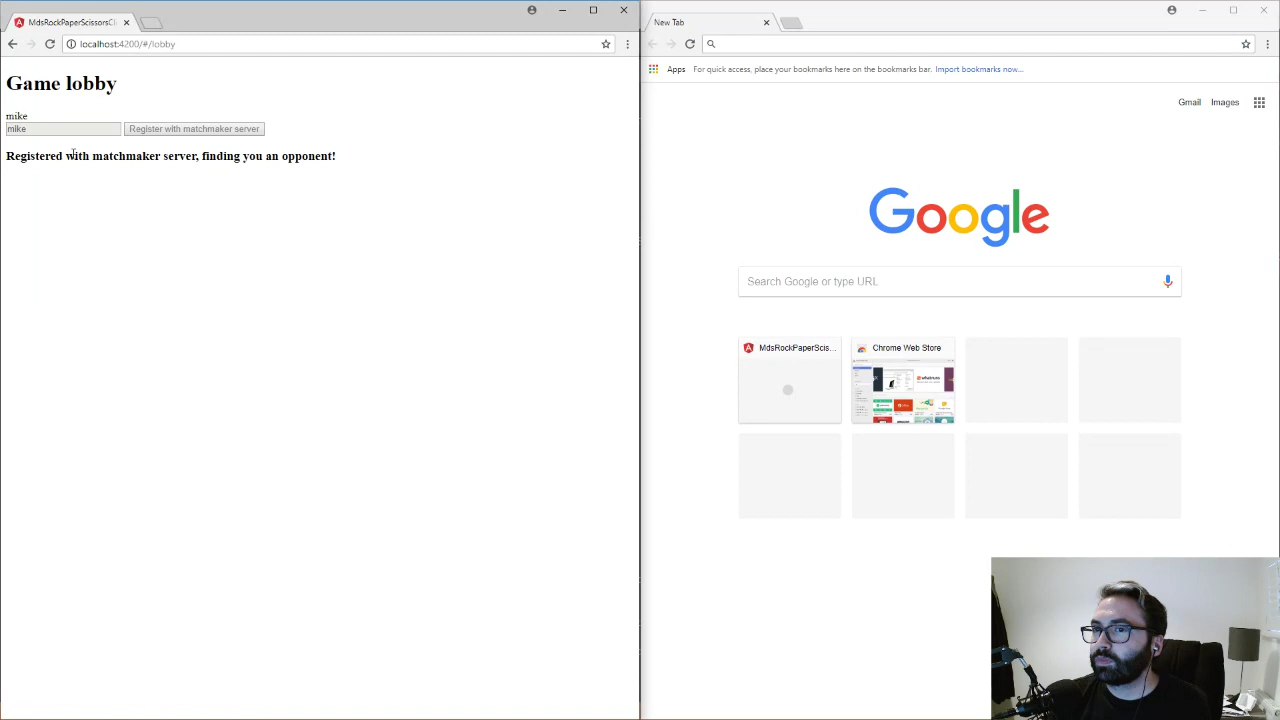 MdsRockPaperScissorsCli
localhost:4200/#/lobby
Game lobby
mike
mike
Register with matchmaker server
Registered with matchmaker server, finding you an opponent!
New Tab
Apps
For quick access, place your bookmarks here on the bookmarks bar. Import bookmarks now...
Gmail
Images
Google
Search Google or type URL
MdsRockPaperScis...
Chrome Web Store